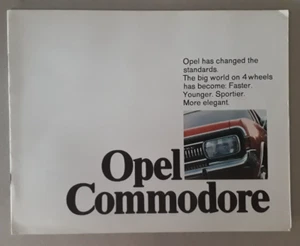 Opel has changed the
standards.
The big world on 4 wheels
has become: Faster.
Younger. Sportier.
More elegant.
Opel
Commodore